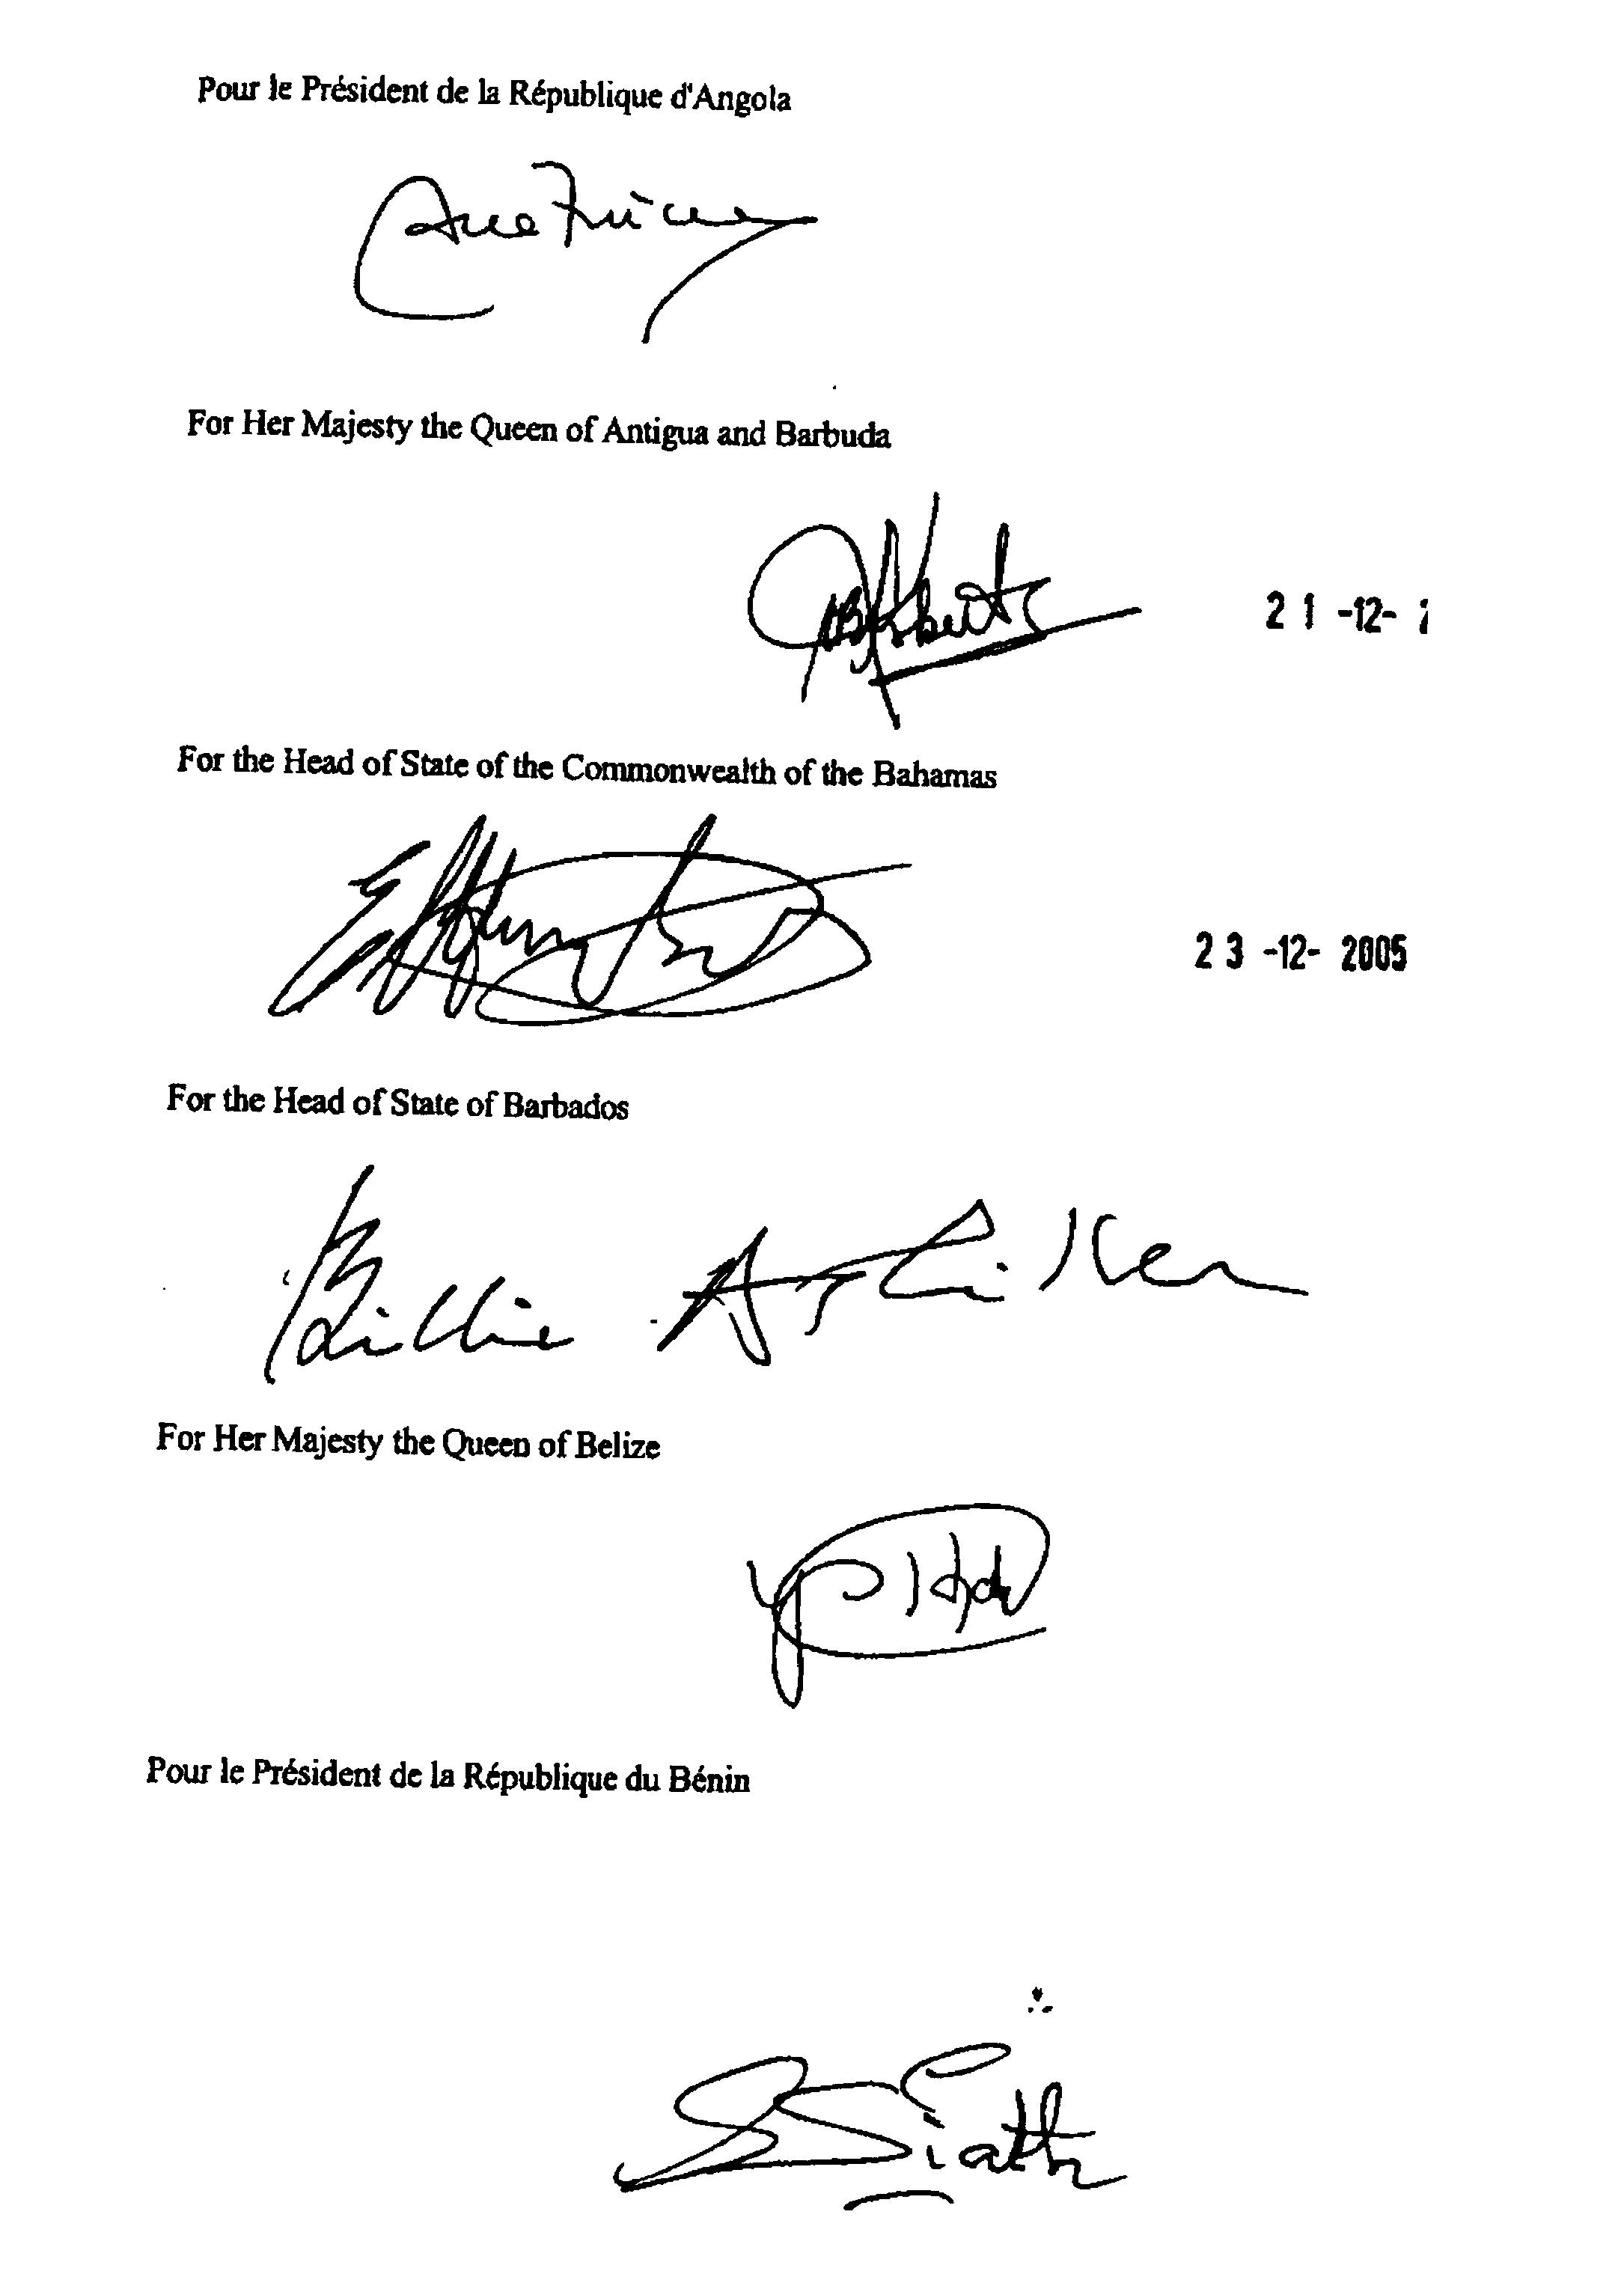 Pour le Président de la République d'Angola
For Her Majesty the Queen of Antigua and Barbuda
21 -12-
For the Head of State of the Commonwealth of the Bahamas
23 -12- 2005
For the Head of State of Barbados
Billie A. Miller
For Her Majesty the Queen of Belize
Pour le Président de la République du Bénin